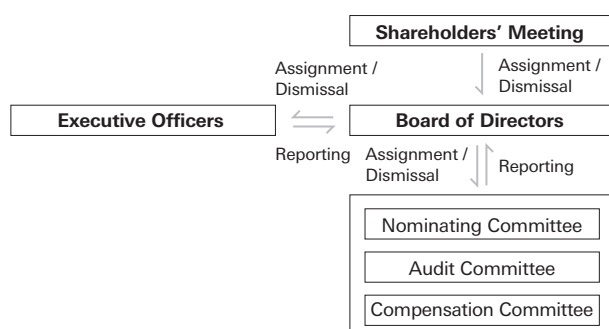 Shareholders' Meeting
Assignment /
Dismissal
Assignment /
Dismissal
Executive Officers
Board of Directors
Reporting
Assignment /
Dismissal
Reporting
Nominating Committee
Audit Committee
Compensation Committee